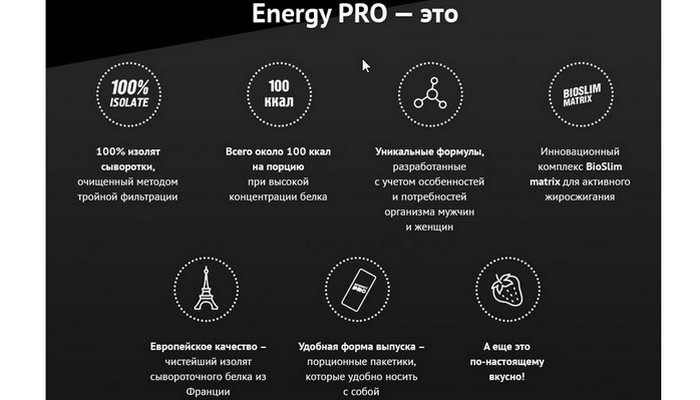 Energy PRO — это
100%
ISOLATE
100
ккал
BIOSLIM
MATRIX
100% изолят
сыворотки,
очищенный методом
тройной фильтрации
Всего около 100 ккал
на порцию
при высокой
концентрации белка
Уникальные формулы,
разработанные
с учетом особенностей
и потребностей
организма мужчин
и женщин
Инновационный
комплекс BioSlim
matrix для активного
жиросжигания
Европейское качество –
чистейший изолят
сывороточного белка из
Франции
Удобная форма выпуска –
порционные пакетики,
которые удобно носить
с собой
А еще это
по-настоящему
вкусно!